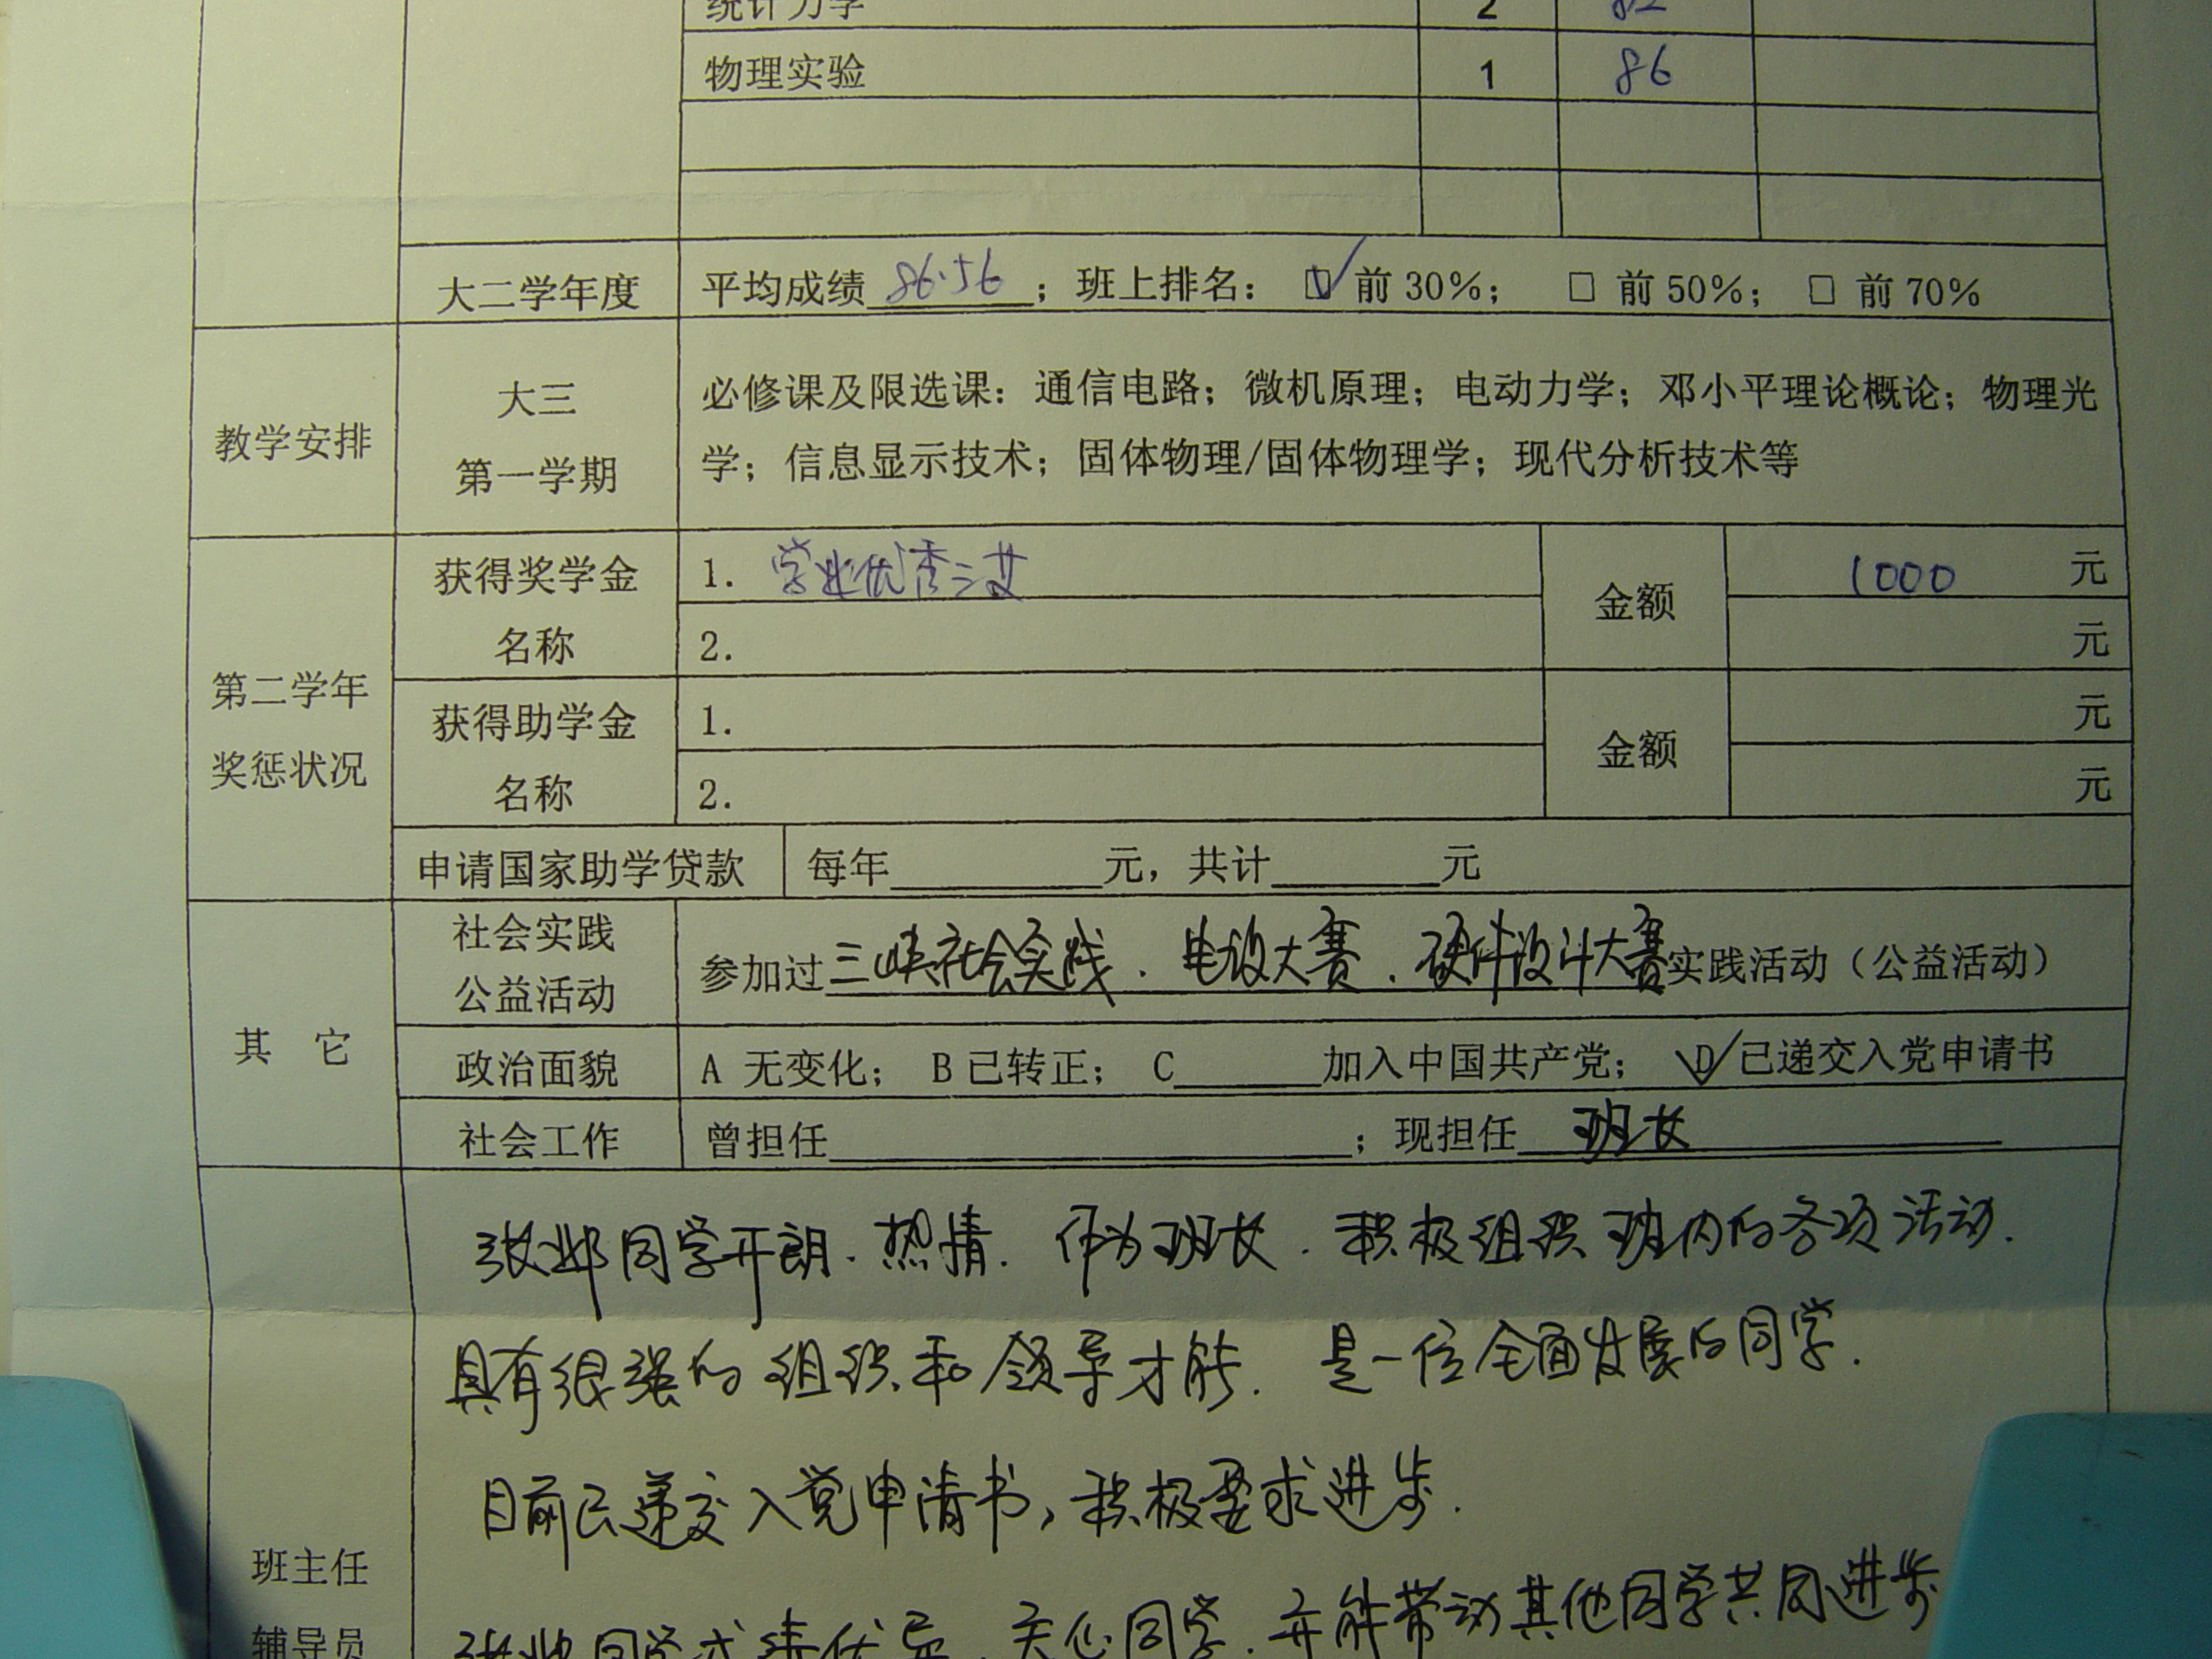 统计力学 2 82
物理实验 1 86
大二学年度 平均成绩 86.56 ；班上排名：☑ 前 30%； □ 前 50%； □ 前 70%
教学安排
大三
第一学期
必修课及限选课：通信电路；微机原理；电动力学；邓小平理论概论；物理光
学；信息显示技术；固体物理/固体物理学；现代分析技术等
第二学年
奖惩状况
获得奖学金
名称
1. 学业优秀三等
2.
金额
1000 元
元
获得助学金
名称
1.
2.
金额
元
元
申请国家助学贷款 每年________元，共计________元
其 它
社会实践
公益活动
参加过三峡社会实践、电设大赛、硬件设计大赛实践活动（公益活动）
政治面貌 A 无变化； B 已转正； C______加入中国共产党； D 已递交入党申请书
社会工作 曾担任________；现担任 班长
班主任
辅导员
同学开朗、热情.作为班长.积极组织班内的各项活动.
具有很强的组织和领导才能. 是一位全面发展的同学.
目前已递交入党申请书，积极要求进步.
同学成绩优异、关心同学.并能带动其他同学共同进步